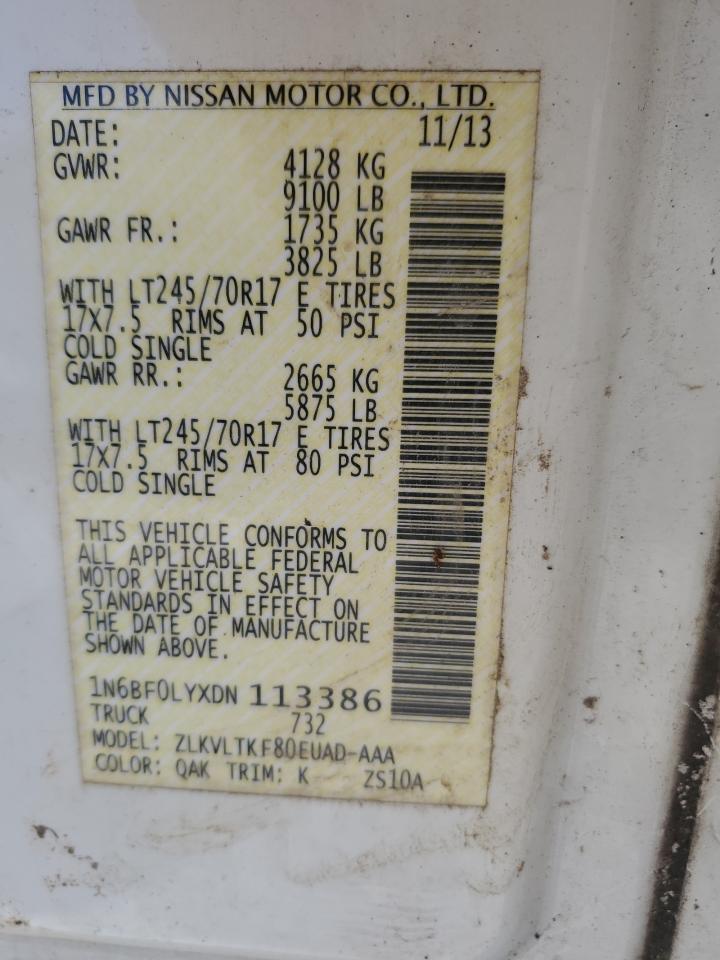 MFD BY NISSAN MOTOR CO., LTD.
DATE: 11/13
GVWR: 4128 KG
9100 LB
GAWR FR.: 1735 KG
3825 LB
WITH LT245/70R17 E TIRES
17X7.5 RIMS AT 50 PSI
COLD SINGLE
GAWR RR.: 2665 KG
5875 LB
WITH LT245/70R17 E TIRES
17X7.5 RIMS AT 80 PSI
COLD SINGLE
THIS VEHICLE CONFORMS TO
ALL APPLICABLE FEDERAL
MOTOR VEHICLE SAFETY
STANDARDS IN EFFECT ON
THE DATE OF MANUFACTURE
SHOWN ABOVE.
1N6BF0LYXDN 113386
TRUCK 732
MODEL: ZLKVLTKF80EUAD-AAA
COLOR: QAK TRIM: K ZS10A